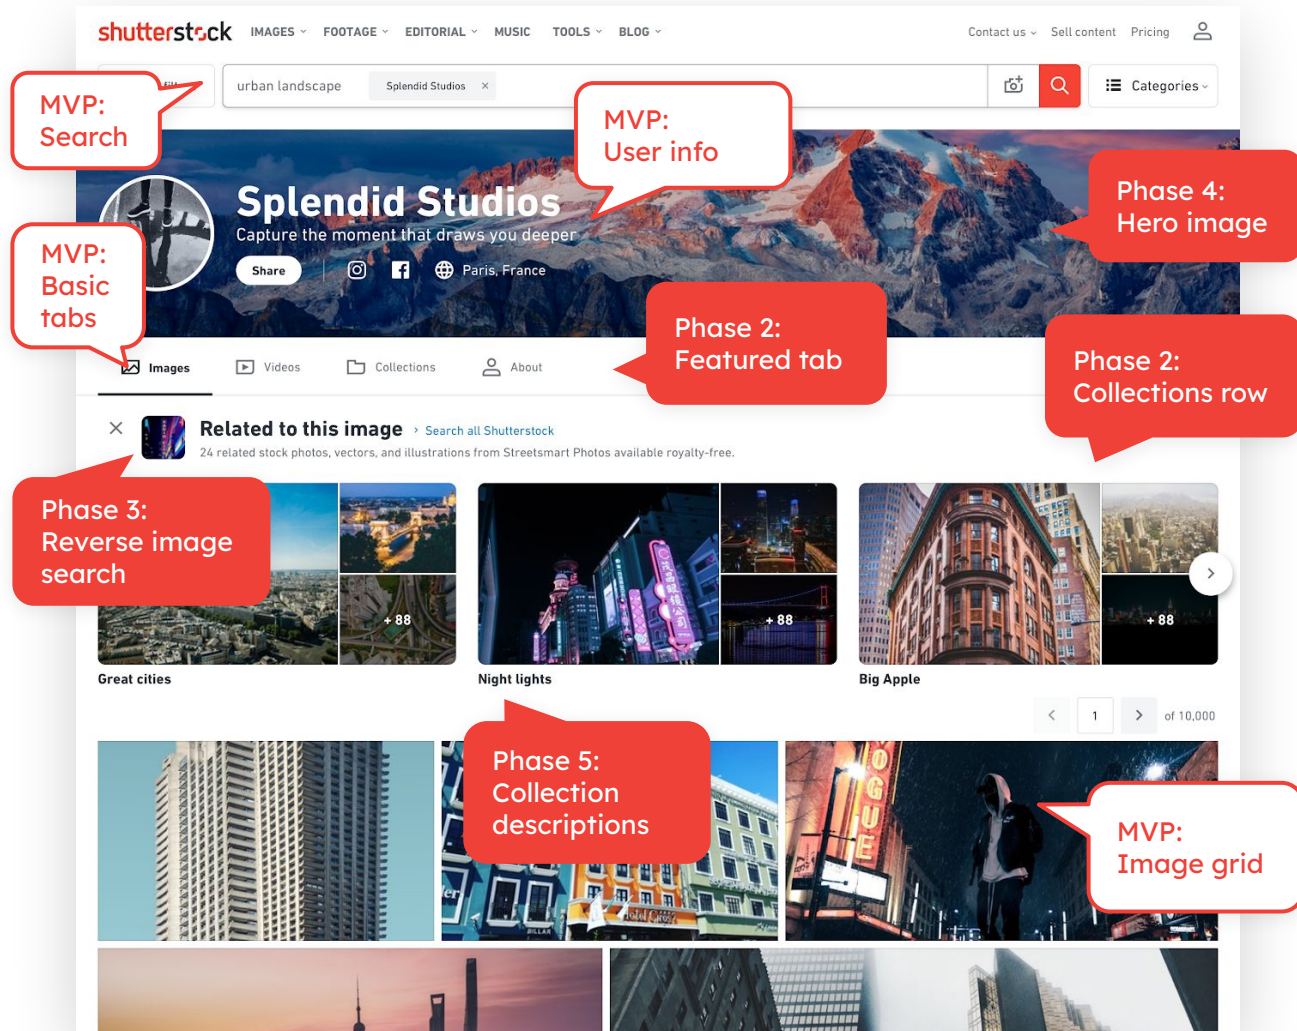 shutterstock IMAGES FOOTAGE EDITORIAL MUSIC TOOLS BLOG Contact us Sell content Pricing
urban landscape Splendid Studios × Categories
MVP:
Search
MVP:
User info
Splendid Studios
Capture the moment that draws you deeper
Share Paris, France
Phase 4:
Hero image
MVP:
Basic
tabs
Phase 2:
Featured tab
Phase 2:
Collections row
Images Videos Collections About
Related to this image › Search all Shutterstock
24 related stock photos, vectors, and illustrations from Streetsmart Photos available royalty-free.
Phase 3:
Reverse image
search
+ 88
+ 88
+ 88
Great cities
Night lights
Big Apple
1 of 10,000
Phase 5:
Collection
descriptions
MVP:
Image grid
VOGUE
BILLAR